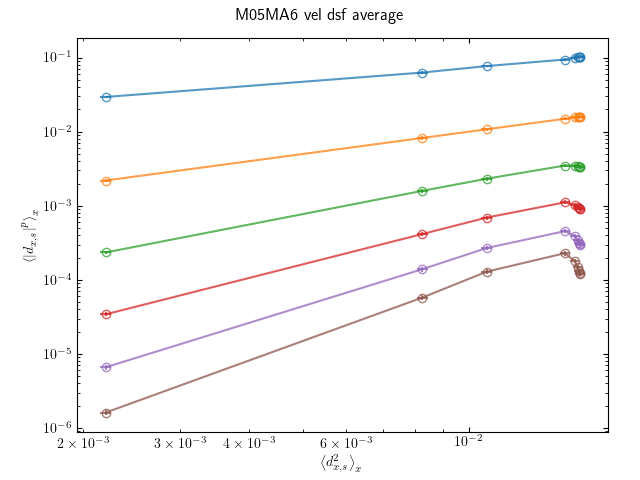 M05MA6 vel dsf average
10⁻¹
10⁻²
10⁻³
10⁻⁴
10⁻⁵
10⁻⁶
⟨|d_{x,s}|^p⟩_x
2 × 10⁻³ 3 × 10⁻³ 4 × 10⁻³ 6 × 10⁻³ 10⁻²
⟨d²_{x,s}⟩_x